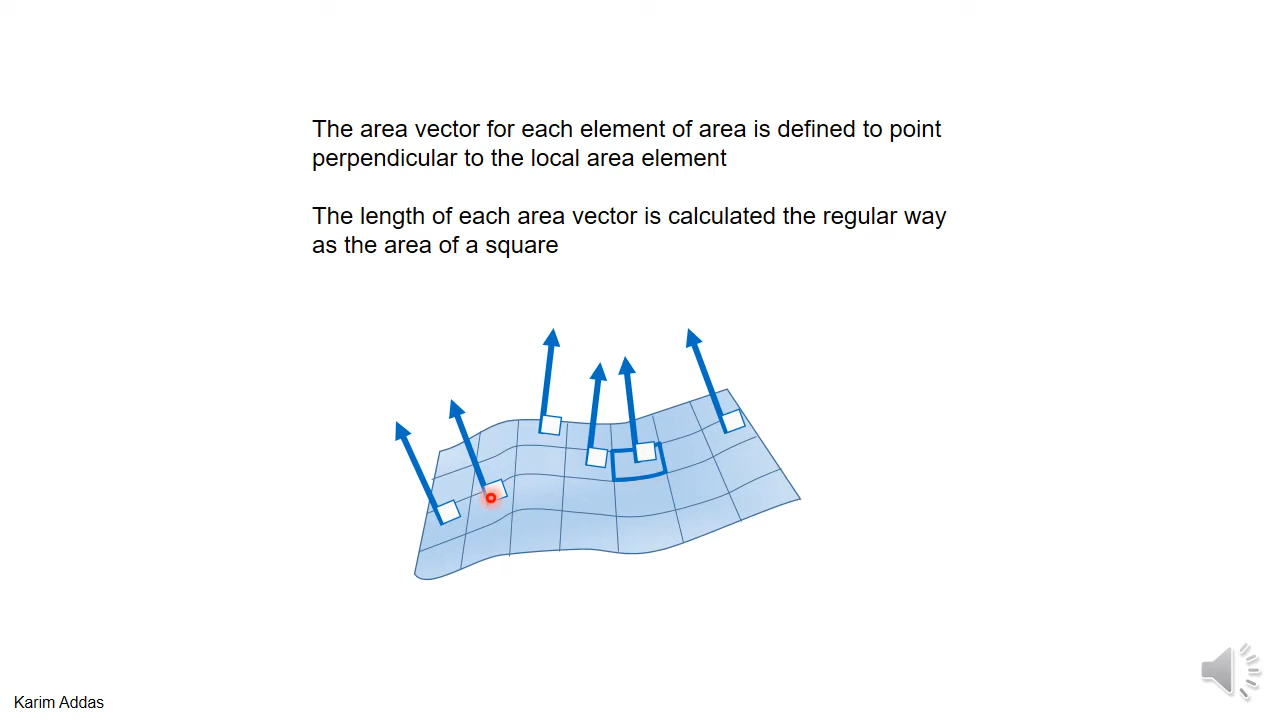 The area vector for each element of area is defined to point
perpendicular to the local area element
The length of each area vector is calculated the regular way
as the area of a square
Karim Addas